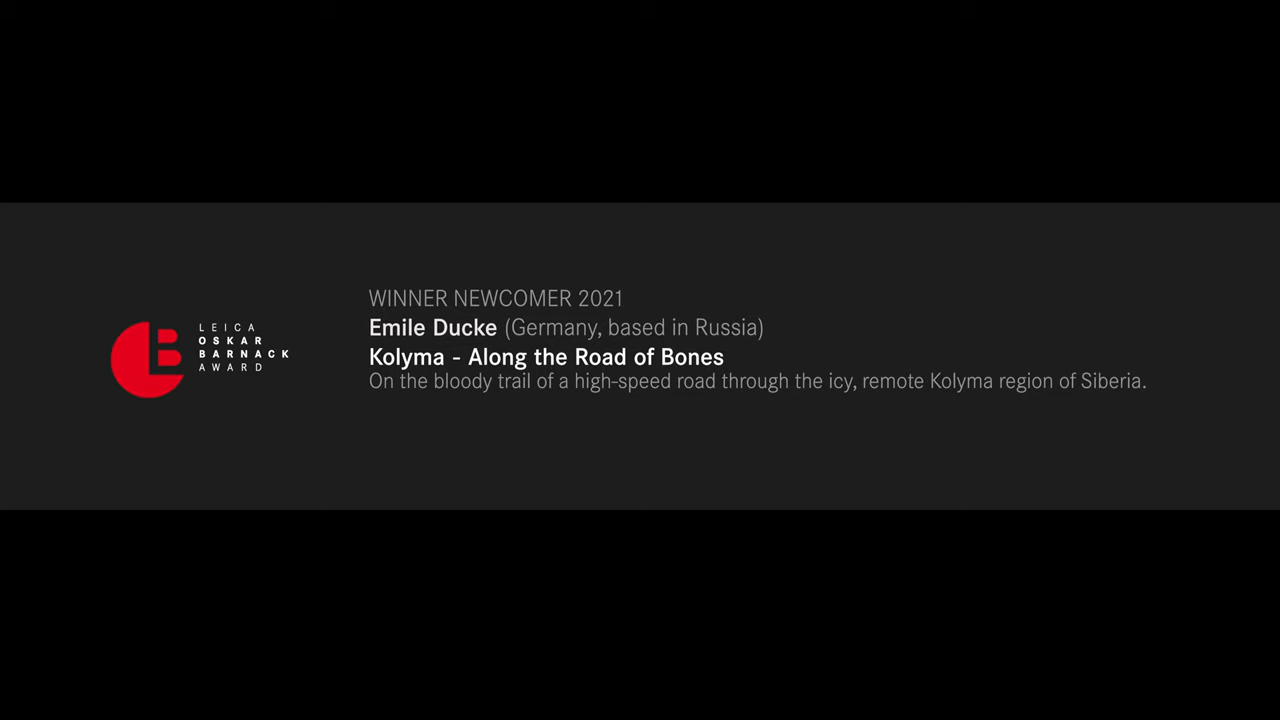 LEICA
OSKAR
BARNACK
AWARD
WINNER NEWCOMER 2021
Emile Ducke (Germany, based in Russia)
Kolyma - Along the Road of Bones
On the bloody trail of a high-speed road through the icy, remote Kolyma region of Siberia.